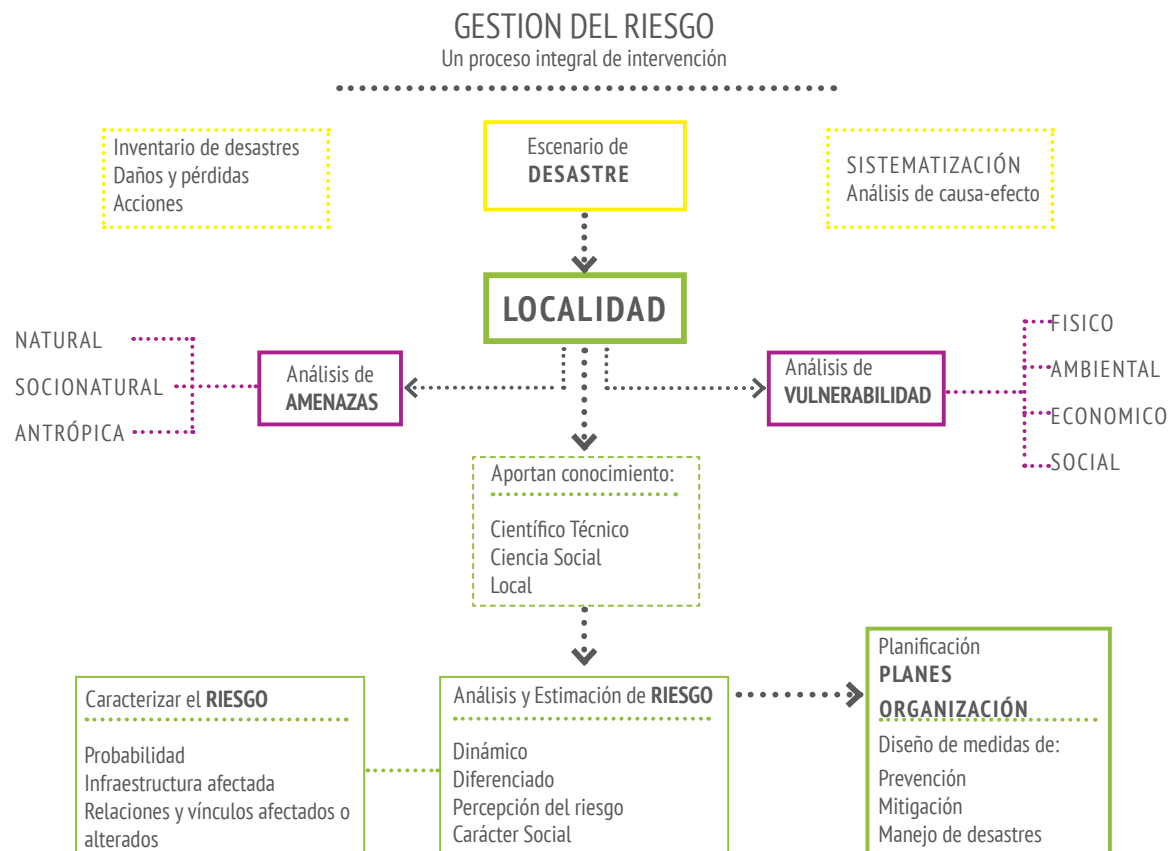 GESTION DEL RIESGO
Un proceso integral de intervención
Inventario de desastres
Daños y pérdidas
Acciones
Escenario de
DESASTRE
SISTEMATIZACIÓN
Análisis de causa-efecto
LOCALIDAD
NATURAL
SOCIONATURAL
ANTRÓPICA
Análisis de
AMENAZAS
Análisis de
VULNERABILIDAD
FISICO
AMBIENTAL
ECONOMICO
SOCIAL
Aportan conocimiento:
Científico Técnico
Ciencia Social
Local
Caracterizar el RIESGO
Probabilidad
Infraestructura afectada
Relaciones y vínculos afectados o
alterados
Análisis y Estimación de RIESGO
Dinámico
Diferenciado
Percepción del riesgo
Carácter Social
Planificación
PLANES
ORGANIZACIÓN
Diseño de medidas de:
Prevención
Mitigación
Manejo de desastres